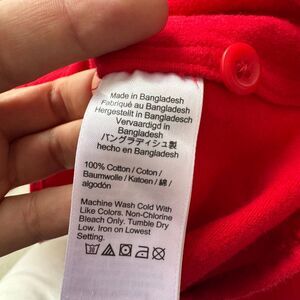 Made in Bangladesh
Fabriqué au Bangladesh
Hergestellt in Bangladesh
Vervaardigd in
Bangladesh
バングラディシュ製
hecho en Bangladesh
100% Cotton / Coton /
Baumwolle / Katoen / 綿 /
algodón
Machine Wash Cold With
Like Colors. Non-Chlorine
Bleach Only. Tumble Dry
Low. Iron on Lowest
Setting.